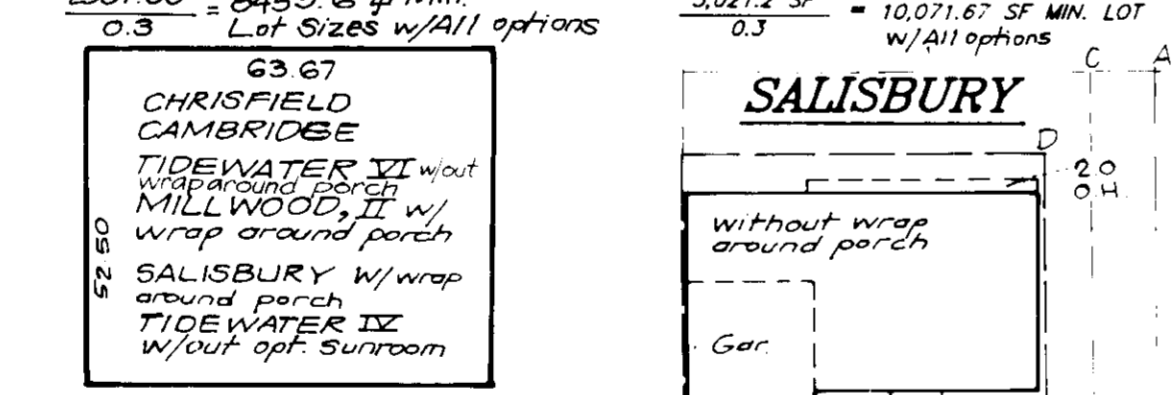 0.3
= 8455.6 MIN.
Lot Sizes w/All options
63.67
CHRISFIELD
CAMBRIDGE
TIDEWATER VI w/out
wraparound porch
MILLWOOD, II w/
wrap around porch
SALISBURY W/wrap
around porch
TIDEWATER IV
w/out opt. Sunroom
52.50
SF
0.3
= 10,071.67 SF MIN. LOT
w/All options
C
A
SALISBURY
D
2.0
O.H.
without wrap
around porch
Gar.